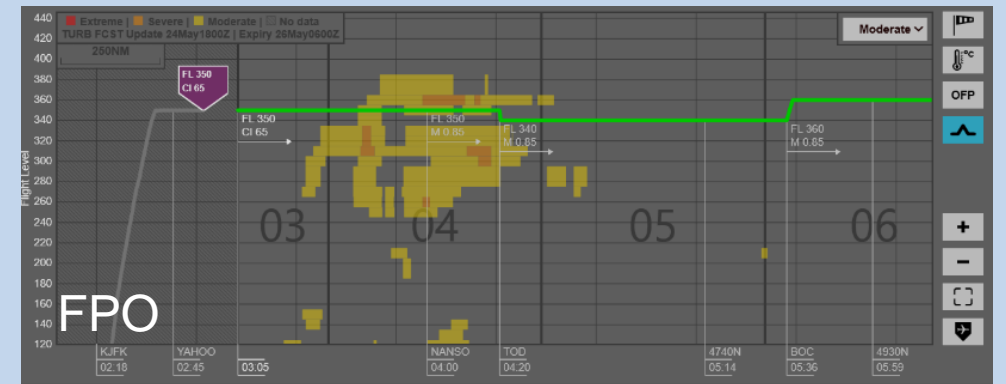 440
Extreme | Severe | Moderate | No data
TURB FCST Update 24May1800Z | Expiry 26May0600Z
420
250NM
400
380
360
340
320
300
280
260
240
220
200
180
160
140
120
Flight Level
Moderate
°C
OFP
FL 350
CI 65
FL 350
CI 65
FL 350
M 0.85
FL 340
M 0.85
FL 360
M 0.85
03
04
05
06
+
−
FPO
KJFK
02.18
YAHOO
02:45
03:05
NANSO
04:00
TOD
04:20
4740N
05.14
BOC
05:36
4930N
05:59